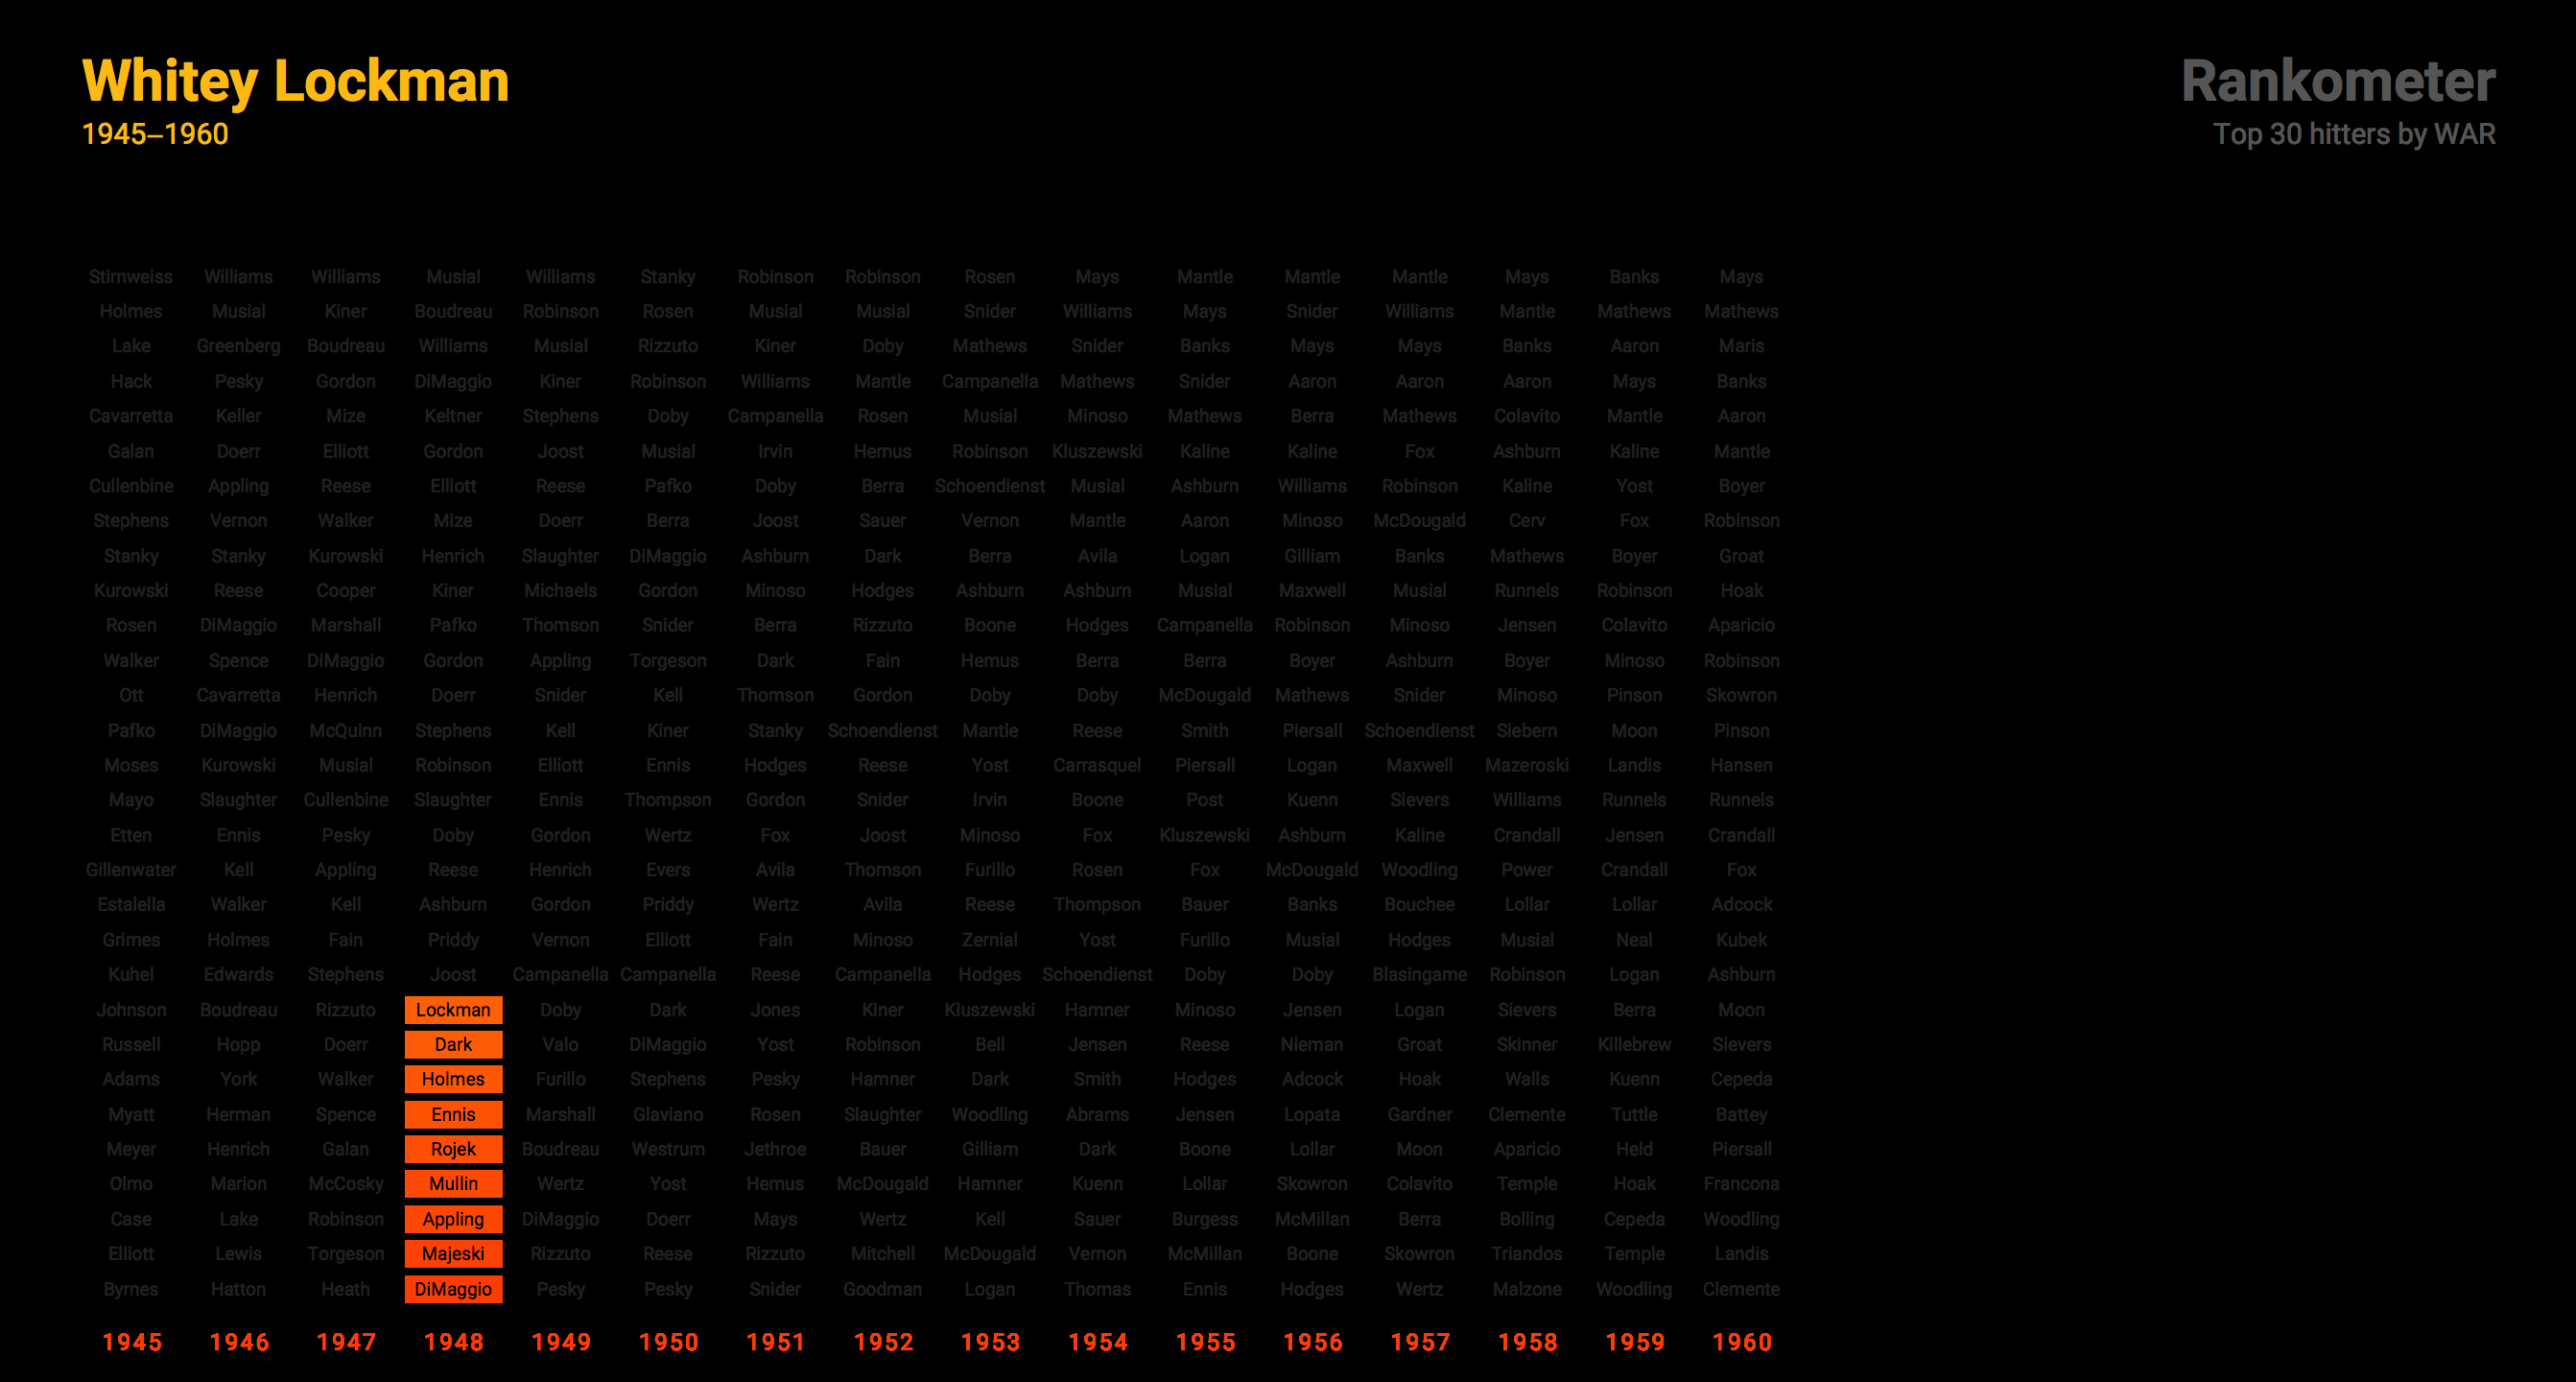 Whitey Lockman
1945–1960
Rankometer
Top 30 hitters by WAR
Stirnweiss Williams Williams Musial Williams Stanky Robinson Robinson Rosen Mays Mantle Mantle Mantle Mays Banks Mays
Holmes Musial Kiner Boudreau Robinson Rosen Musial Musial Snider Williams Mays Snider Williams Mantle Mathews Mathews
Lake Greenberg Boudreau Williams Musial Rizzuto Kiner Doby Mathews Snider Banks Mays Mays Banks Aaron Maris
Hack Pesky Gordon DiMaggio Kiner Robinson Williams Mantle Campanella Mathews Snider Aaron Aaron Aaron Mays Banks
Cavarretta Keller Mize Keltner Stephens Doby Campanella Rosen Musial Minoso Mathews Berra Mathews Colavito Mantle Aaron
Galan Doerr Elliott Gordon Joost Musial Irvin Hemus Robinson Kluszewski Kaline Kaline Fox Ashburn Kaline Mantle
Cullenbine Appling Reese Elliott Reese Pafko Doby Berra Schoendienst Musial Ashburn Williams Robinson Kaline Yost Boyer
Stephens Vernon Walker Mize Doerr Berra Joost Sauer Vernon Mantle Aaron Minoso McDougald Cerv Fox Robinson
Stanky Stanky Kurowski Henrich Slaughter DiMaggio Ashburn Dark Berra Avila Logan Gilliam Banks Mathews Boyer Groat
Kurowski Reese Cooper Kiner Michaels Gordon Minoso Hodges Ashburn Ashburn Musial Maxwell Musial Runnels Robinson Hoak
Rosen DiMaggio Marshall Pafko Thomson Snider Berra Rizzuto Boone Hodges Campanella Robinson Minoso Jensen Colavito Aparicio
Walker Spence DiMaggio Gordon Appling Torgeson Dark Fain Hemus Berra Berra Boyer Ashburn Boyer Minoso Robinson
Ott Cavarretta Henrich Doerr Snider Kell Thomson Gordon Doby Doby McDougald Mathews Snider Minoso Pinson Skowron
Pafko DiMaggio McQuinn Stephens Kell Kiner Stanky Schoendienst Mantle Reese Smith Piersall Schoendienst Siebern Moon Pinson
Moses Kurowski Musial Robinson Elliott Ennis Hodges Reese Yost Carrasquel Piersall Logan Maxwell Mazeroski Landis Hansen
Mayo Slaughter Cullenbine Slaughter Ennis Thompson Gordon Snider Irvin Boone Post Kuenn Sievers Williams Runnels Runnels
Etten Ennis Pesky Doby Gordon Wertz Fox Joost Minoso Fox Kluszewski Ashburn Kaline Crandall Jensen Crandall
Gillenwater Kell Appling Reese Henrich Evers Avila Thomson Furillo Rosen Fox McDougald Woodling Power Crandall Fox
Estalella Walker Kell Ashburn Gordon Priddy Wertz Avila Reese Thompson Bauer Banks Bouchee Lollar Lollar Adcock
Grimes Holmes Fain Priddy Vernon Elliott Fain Minoso Zernial Yost Furillo Musial Hodges Musial Neal Kubek
Kuhel Edwards Stephens Joost Campanella Campanella Reese Campanella Hodges Schoendienst Doby Doby Blasingame Robinson Logan Ashburn
Johnson Boudreau Rizzuto Lockman Doby Dark Jones Kiner Kluszewski Hamner Minoso Jensen Logan Sievers Berra Moon
Russell Hopp Doerr Dark Valo DiMaggio Yost Robinson Bell Jensen Reese Nieman Groat Skinner Killebrew Sievers
Adams York Walker Holmes Furillo Stephens Pesky Hamner Dark Smith Hodges Adcock Hoak Walls Kuenn Cepeda
Myatt Herman Spence Ennis Marshall Glaviano Rosen Slaughter Woodling Abrams Jensen Lopata Gardner Clemente Tuttle Battey
Meyer Henrich Galan Rojek Boudreau Westrum Jethroe Bauer Gilliam Dark Boone Lollar Moon Aparicio Held Piersall
Olmo Marion McCosky Mullin Wertz Yost Hemus McDougald Hamner Kuenn Lollar Skowron Colavito Temple Hoak Francona
Case Lake Robinson Appling DiMaggio Doerr Mays Wertz Kell Sauer Burgess McMillan Berra Bolling Cepeda Woodling
Elliott Lewis Torgeson Majeski Rizzuto Reese Rizzuto Mitchell McDougald Vernon McMillan Boone Skowron Triandos Temple Landis
Byrnes Hatton Heath DiMaggio Pesky Pesky Snider Goodman Logan Thomas Ennis Hodges Wertz Malzone Woodling Clemente
1945 1946 1947 1948 1949 1950 1951 1952 1953 1954 1955 1956 1957 1958 1959 1960